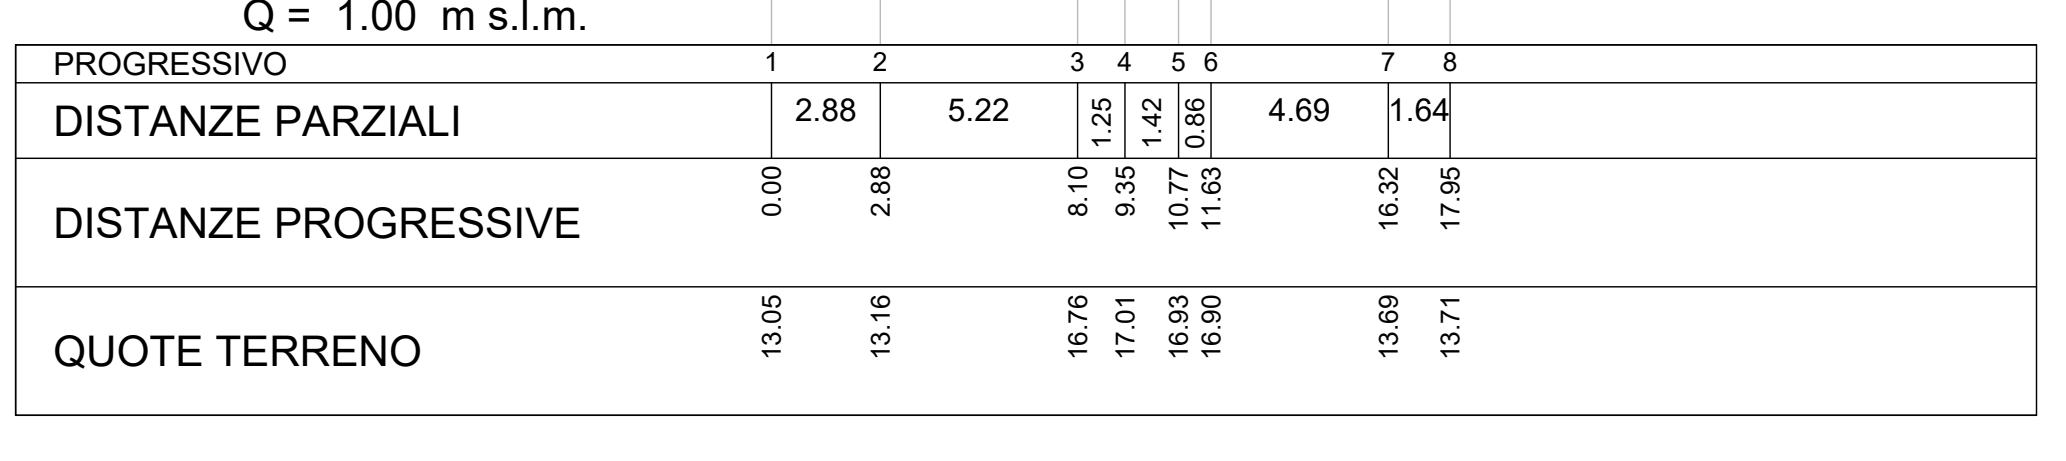 Q = 1.00 m s.l.m.
PROGRESSIVO 1 2 3 4 5 6 7 8
DISTANZE PARZIALI 2.88 5.22 1.25 1.42 0.86 4.69 1.64
DISTANZE PROGRESSIVE 0.00 2.88 8.10 9.35 10.77 11.63 16.32 17.95
QUOTE TERRENO 13.05 13.16 16.76 17.01 16.93 16.90 13.69 13.71